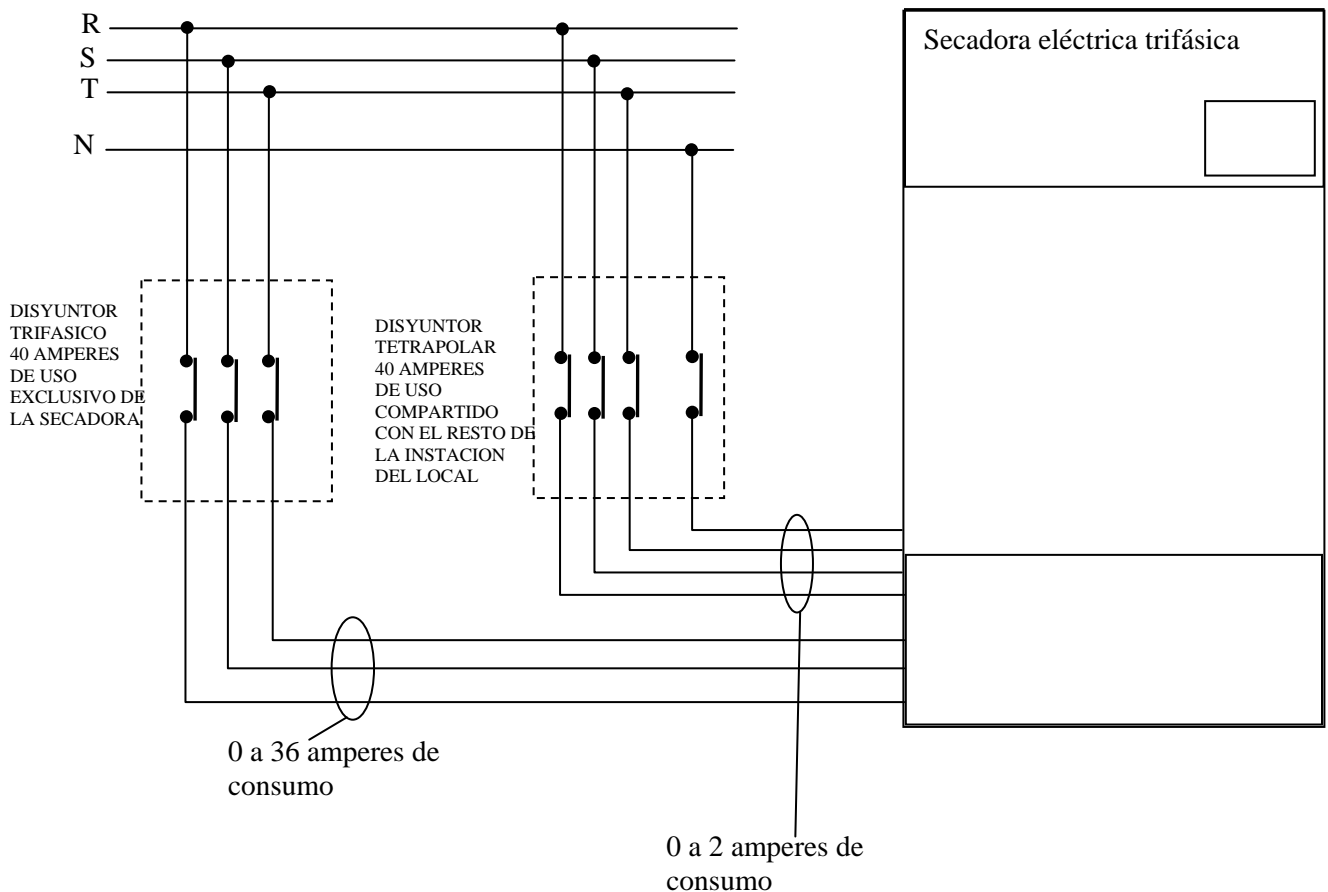 R
S
T
N
Secadora eléctrica trifásica
DISYUNTOR
TRIFASICO
40 AMPERES
DE USO
EXCLUSIVO DE
LA SECADORA
DISYUNTOR
TETRAPOLAR
40 AMPERES
DE USO
COMPARTIDO
CON EL RESTO DE
LA INSTACION
DEL LOCAL
0 a 36 amperes de
consumo
0 a 2 amperes de
consumo